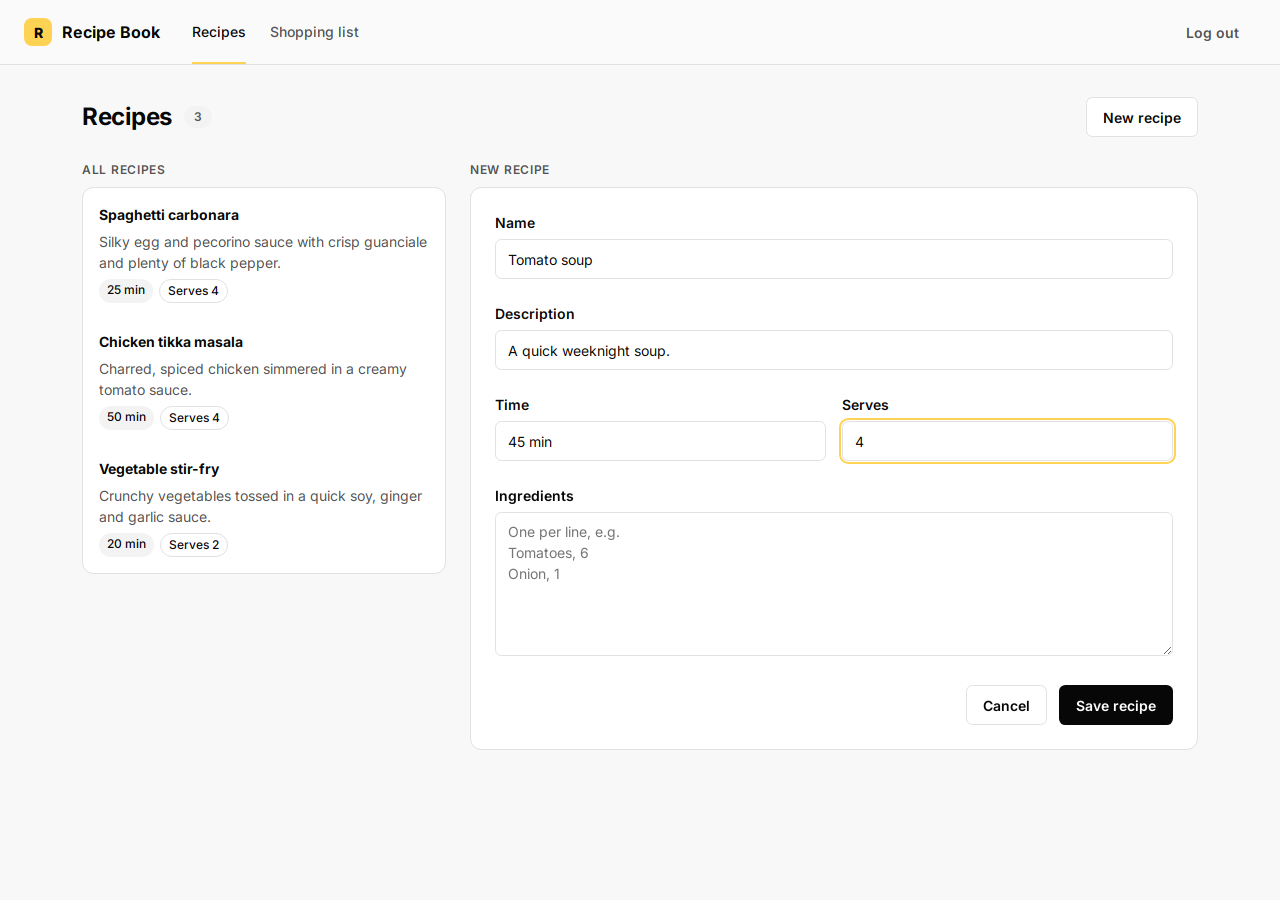 R Recipe Book Recipes Shopping list Log out
Recipes 3 New recipe
ALL RECIPES
Spaghetti carbonara
Silky egg and pecorino sauce with crisp guanciale
and plenty of black pepper.
25 min Serves 4
Chicken tikka masala
Charred, spiced chicken simmered in a creamy
tomato sauce.
50 min Serves 4
Vegetable stir-fry
Crunchy vegetables tossed in a quick soy, ginger
and garlic sauce.
20 min Serves 2
NEW RECIPE
Name
Tomato soup
Description
A quick weeknight soup.
Time Serves
45 min 4
Ingredients
One per line, e.g.
Tomatoes, 6
Onion, 1
Cancel Save recipe